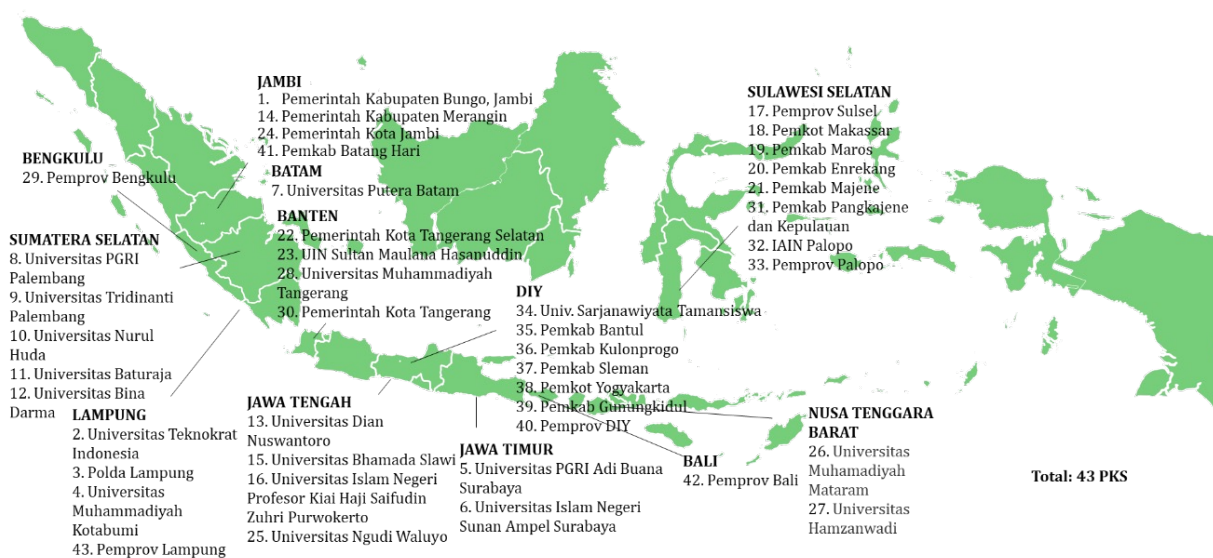 JAMBI
1. Pemerintah Kabupaten Bungo, Jambi
14. Pemerintah Kabupaten Merangin
24. Pemerintah Kota Jambi
41. Pemkab Batang Hari
BATAM
7. Universitas Putera Batam
BANTEN
22. Pemerintah Kota Tangerang Selatan
23. UIN Sultan Maulana Hasanuddin
28. Universitas Muhammadiyah
Tangerang
30. Pemerintah Kota Tangerang
BENGKULU
29. Pemprov Bengkulu
SUMATERA SELATAN
8. Universitas PGRI
Palembang
9. Universitas Tridinanti
Palembang
10. Universitas Nurul
Huda
11. Universitas Baturaja
12. Universitas Bina
Darma
LAMPUNG
2. Universitas Teknokrat
Indonesia
3. Polda Lampung
4. Universitas
Muhammadiyah
Kotabumi
43. Pemprov Lampung
JAWA TENGAH
13. Universitas Dian
Nuswantoro
15. Universitas Bhamada Slawi
16. Universitas Islam Negeri
Profesor Kiai Haji Saifudin
Zuhri Purwokerto
25. Universitas Ngudi Waluyo
DIY
34. Univ. Sarjanawiyata Tamansiswa
35. Pemkab Bantul
36. Pemkab Kulonprogo
37. Pemkab Sleman
38. Pemkot Yogyakarta
39. Pemkab Gunungkidul
40. Pemprov DIY
JAWA TIMUR
5. Universitas PGRI Adi Buana
Surabaya
6. Universitas Islam Negeri
Sunan Ampel Surabaya
BALI
42. Pemprov Bali
SULAWESI SELATAN
17. Pemprov Sulsel
18. Pemkot Makassar
19. Pemkab Maros
20. Pemkab Enrekang
21. Pemkab Majene
31. Pemkab Pangkajene
dan Kepulauan
32. IAIN Palopo
33. Pemprov Palopo
NUSA TENGGARA
BARAT
26. Universitas
Muhamadiyah
Mataram
27. Universitas
Hamzanwadi
Total: 43 PKS